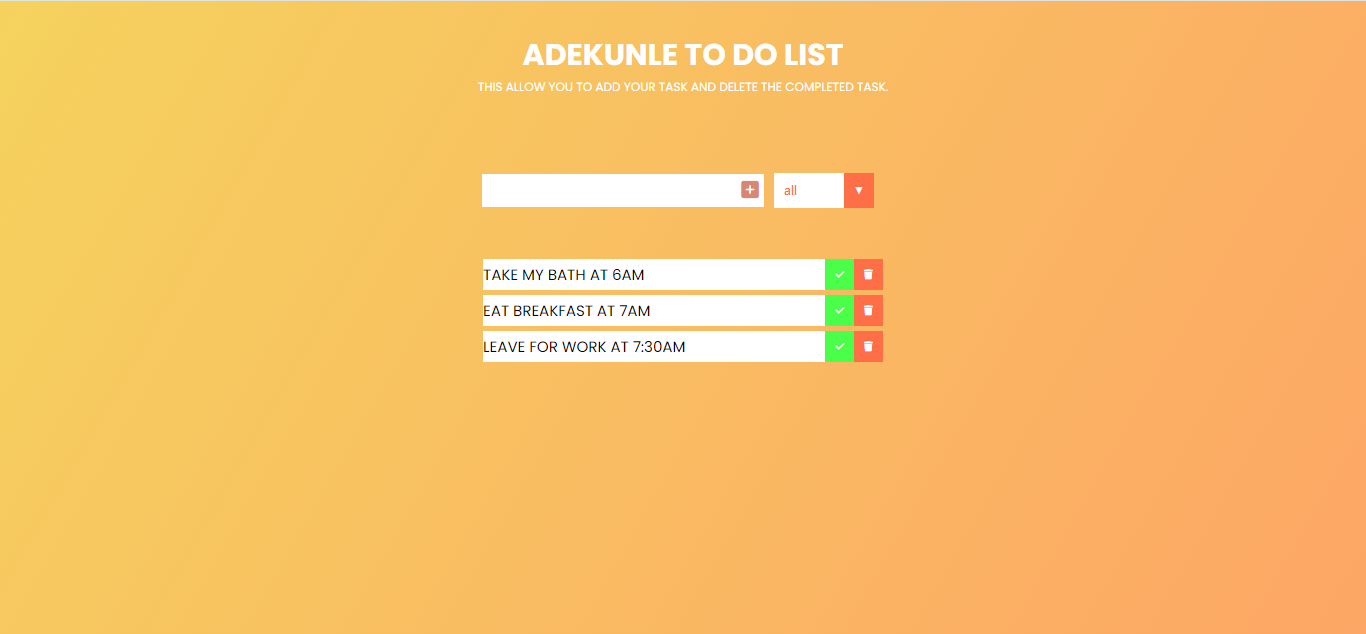 ADEKUNLE TO DO LIST
THIS ALLOW YOU TO ADD YOUR TASK AND DELETE THE COMPLETED TASK.
all
TAKE MY BATH AT 6AM
EAT BREAKFAST AT 7AM
LEAVE FOR WORK AT 7:30AM